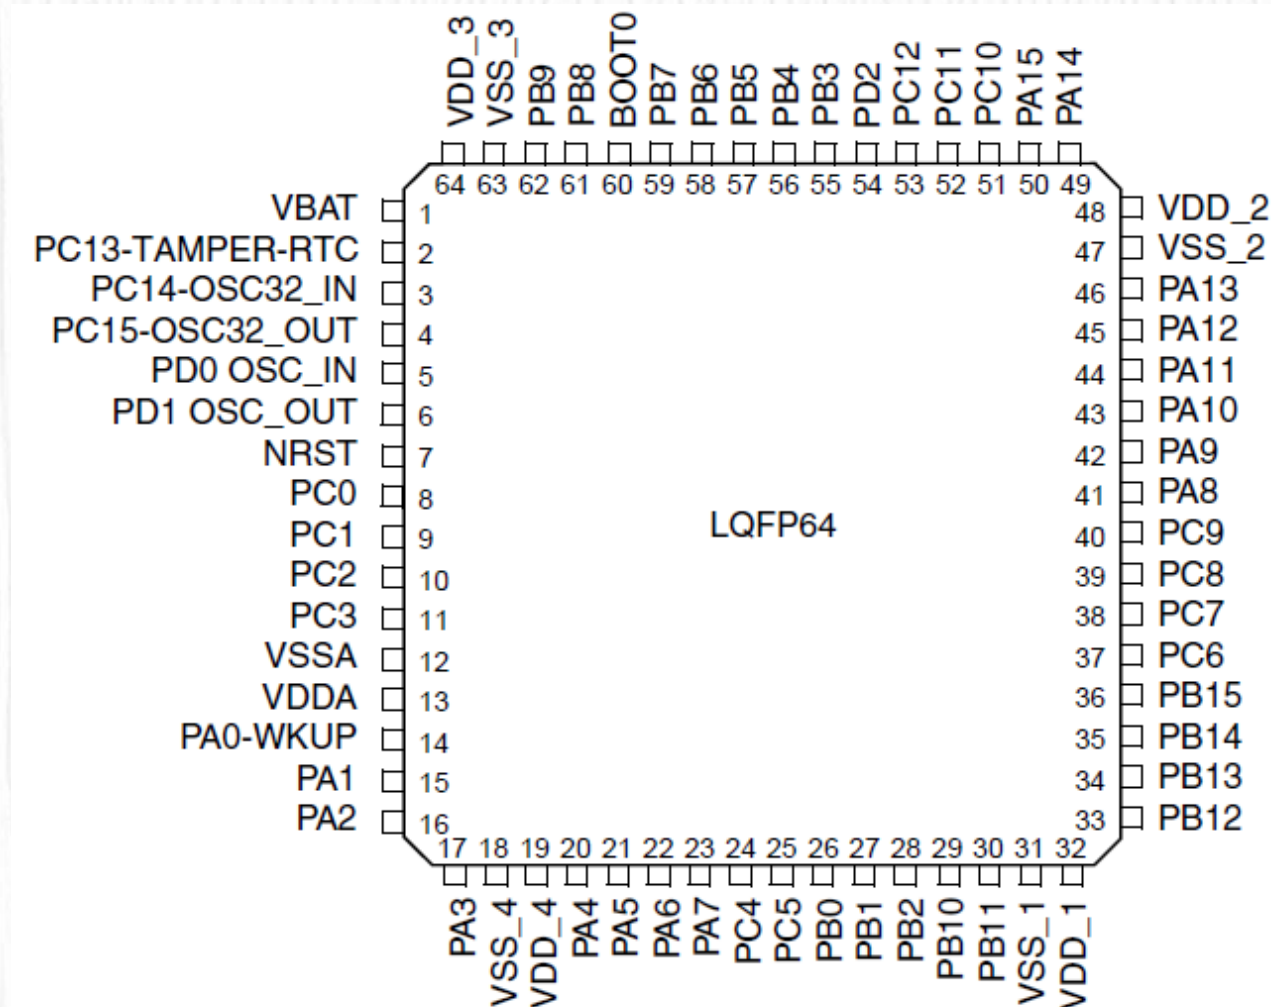 VDD_3
VSS_3
PB9
PB8
BOOT0
PB7
PB6
PB5
PB4
PB3
PD2
PC12
PC11
PC10
PA15
PA14
64 63 62 61 60 59 58 57 56 55 54 53 52 51 50 49
VBAT 1
PC13-TAMPER-RTC 2
PC14-OSC32_IN 3
PC15-OSC32_OUT 4
PD0 OSC_IN 5
PD1 OSC_OUT 6
NRST 7
PC0 8
PC1 9
PC2 10
PC3 11
VSSA 12
VDDA 13
PA0-WKUP 14
PA1 15
PA2 16
LQFP64
48 VDD_2
47 VSS_2
46 PA13
45 PA12
44 PA11
43 PA10
42 PA9
41 PA8
40 PC9
39 PC8
38 PC7
37 PC6
36 PB15
35 PB14
34 PB13
33 PB12
17 18 19 20 21 22 23 24 25 26 27 28 29 30 31 32
PA3
VSS_4
VDD_4
PA4
PA5
PA6
PA7
PC4
PC5
PB0
PB1
PB2
PB10
PB11
VSS_1
VDD_1